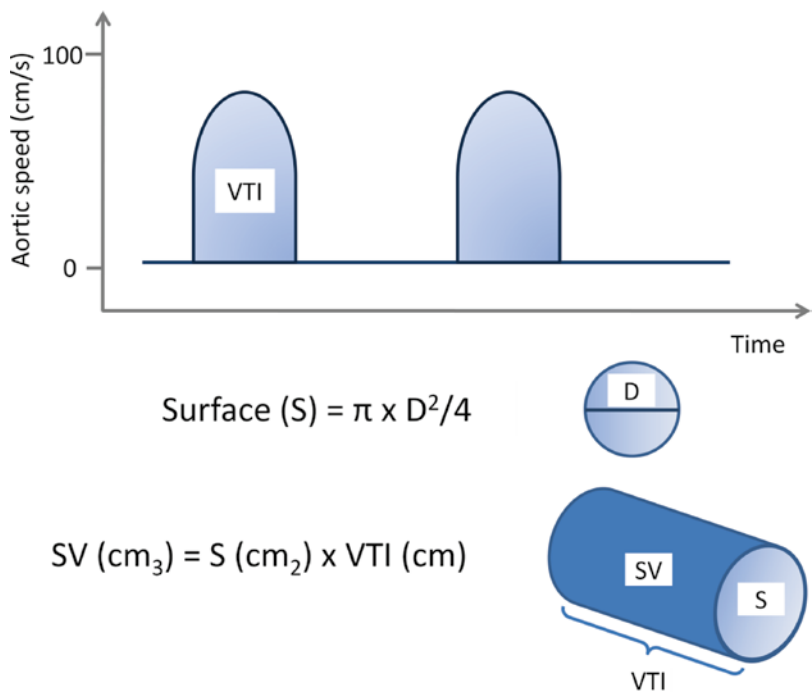 Aortic speed (cm/s)
100
0
VTI
Time
Surface (S) = π x D²/4
D
SV (cm₃) = S (cm₂) x VTI (cm)
SV
S
VTI